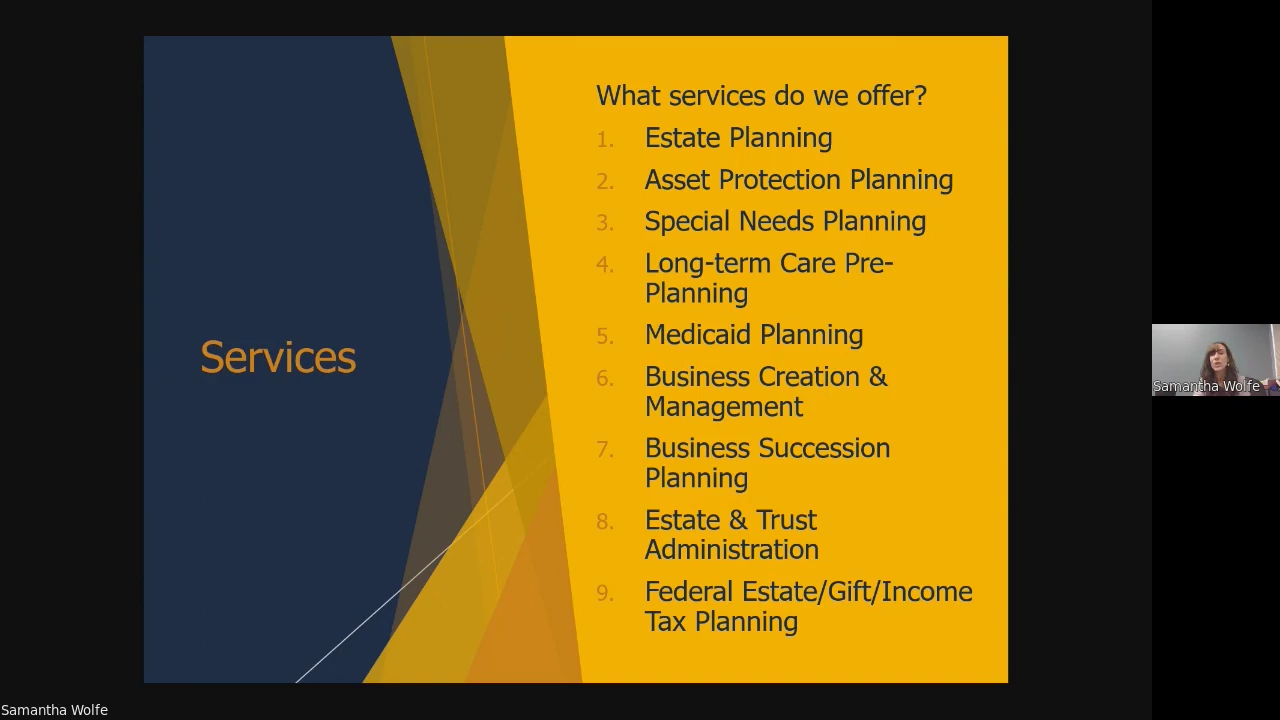 Services
What services do we offer?
1. Estate Planning
2. Asset Protection Planning
3. Special Needs Planning
4. Long-term Care Pre-
Planning
5. Medicaid Planning
6. Business Creation &
Management
7. Business Succession
Planning
8. Estate & Trust
Administration
9. Federal Estate/Gift/Income
Tax Planning
Samantha Wolfe
Samantha Wolfe